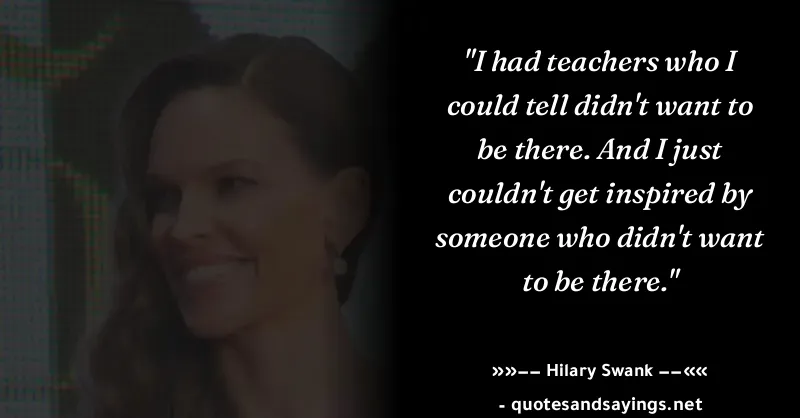 "I had teachers who I
could tell didn't want to
be there. And I just
couldn't get inspired by
someone who didn't want
to be there."
»»–– Hilary Swank ––««
- quotesandsayings.net